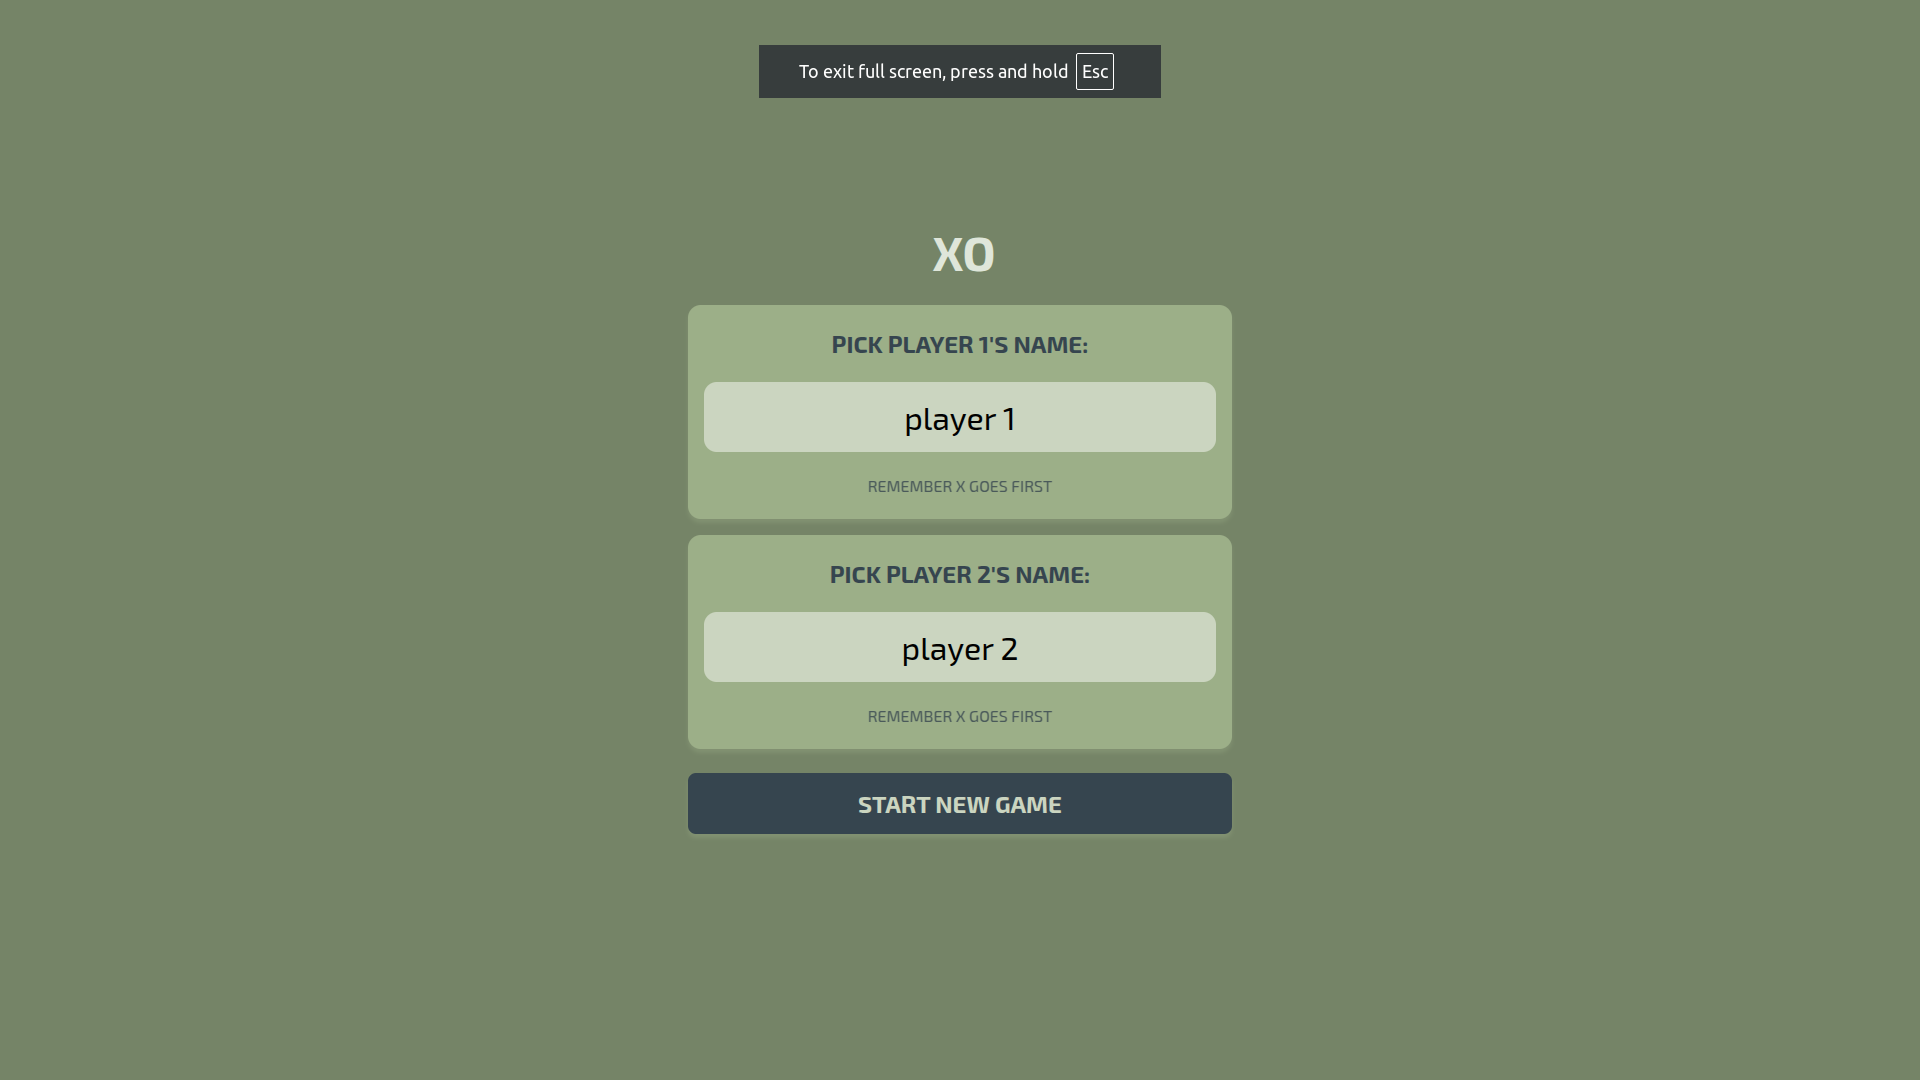 To exit full screen, press and hold Esc
XO
PICK PLAYER 1'S NAME:
player 1
REMEMBER X GOES FIRST
PICK PLAYER 2'S NAME:
player 2
REMEMBER X GOES FIRST
START NEW GAME